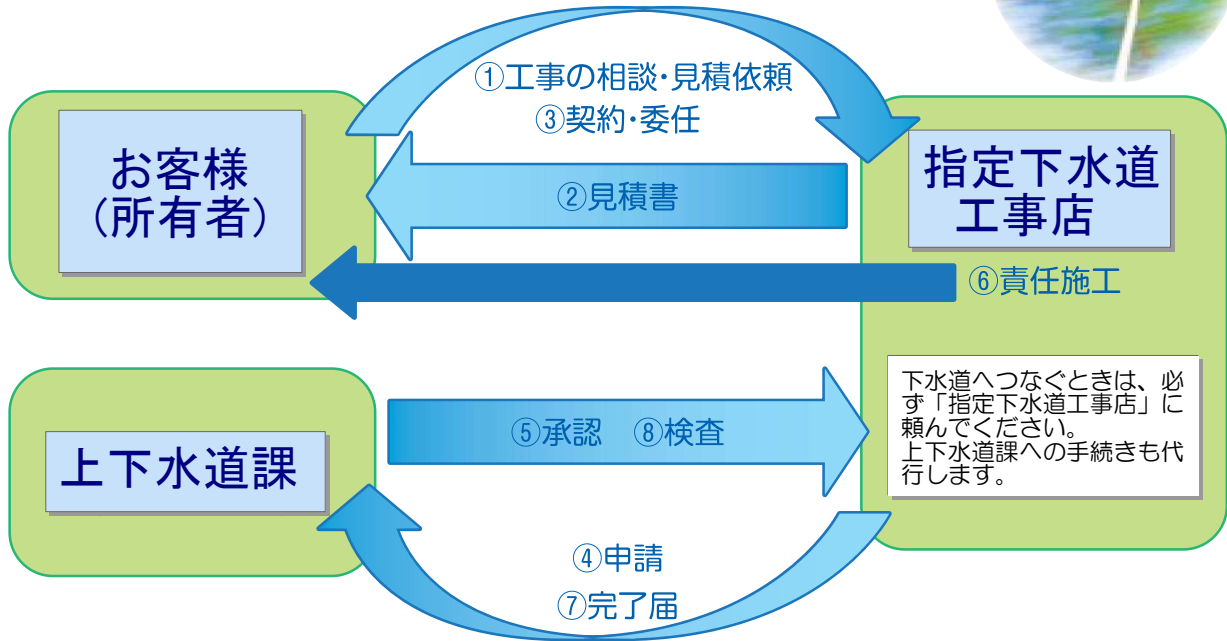 ①工事の相談・見積依頼
③契約・委任
お客様
(所有者)
②見積書
指定下水道
工事店
⑥責任施工
上下水道課
⑤承認 ⑧検査
下水道へつなぐときは、必
ず「指定下水道工事店」に
頼んでください。
上下水道課への手続きも代
行します。
④申請
⑦完了届